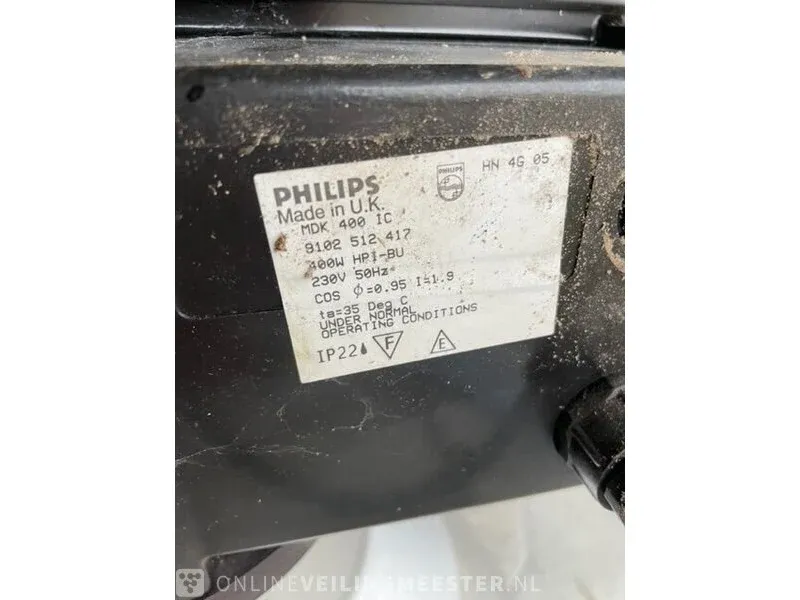 PHILIPS
PHILIPS
HN 4G 05
Made in U.K.
MDK 400 IC
9102 512 417
400W HPI-BU
230V 50Hz
COS ϕ=0.95 I=1.9
ta=35 Deg C
UNDER NORMAL
OPERATING CONDITIONS
IP22 F E
ONLINEVEILINGMEESTER.NL